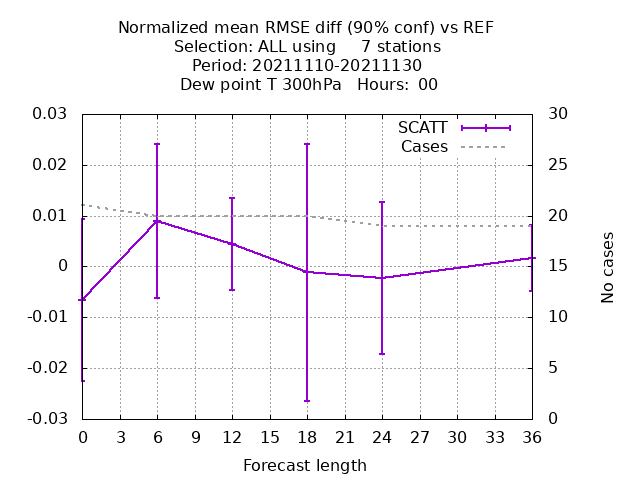 Normalized mean RMSE diff (90% conf) vs REF
Selection: ALL using     7 stations
Period: 20211110-20211130
Dew point T 300hPa   Hours:  00
SCATT
Cases
0.03
0.02
0.01
0
-0.01
-0.02
-0.03
30
25
20
15
10
5
0
No cases
0 3 6 9 12 15 18 21 24 27 30 33 36
Forecast length